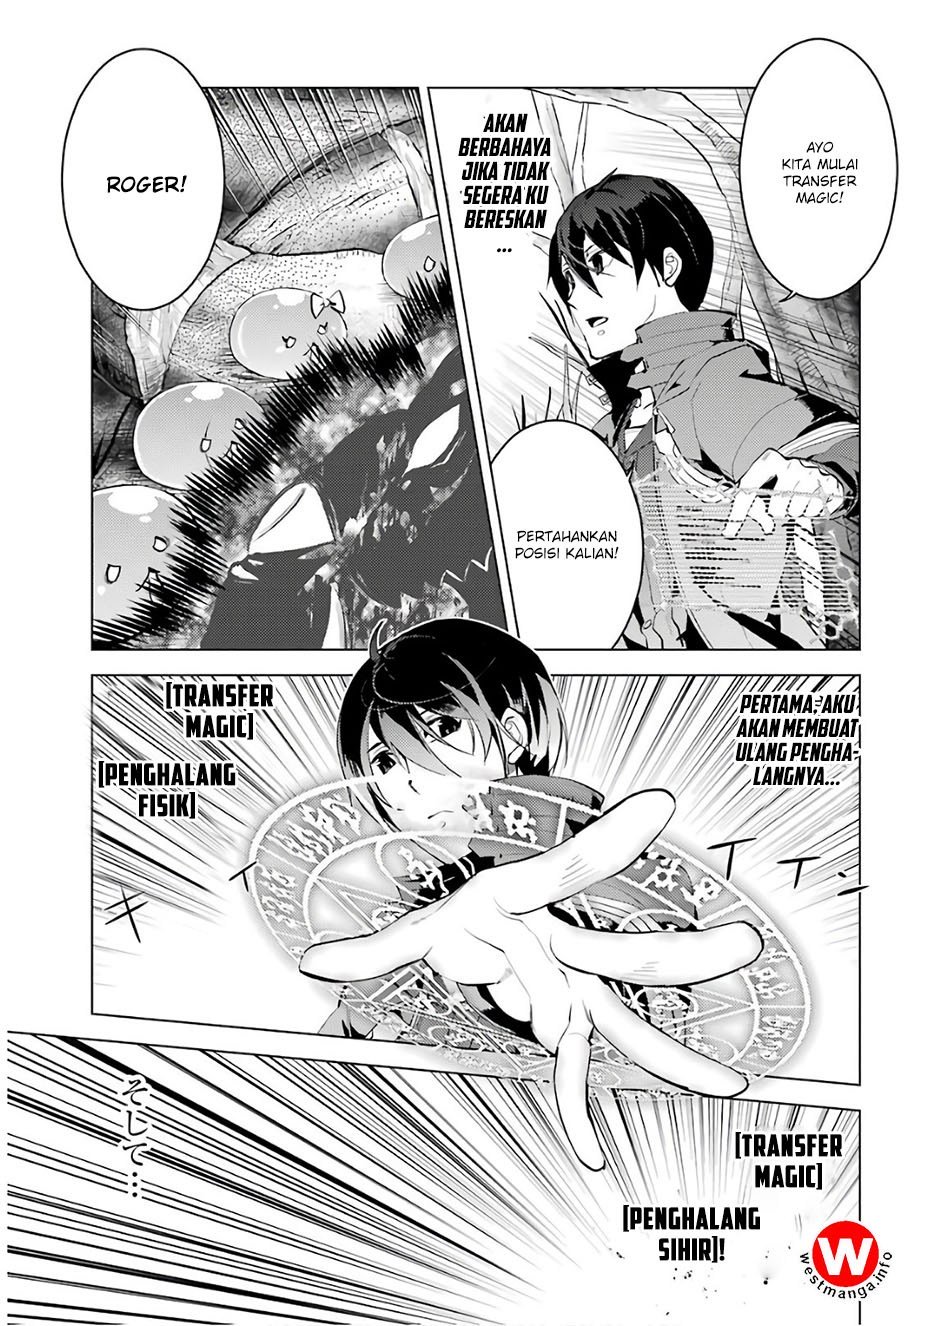 AYO
KITA MULAI
TRANSFER
MAGIC!
AKAN
BERBAHAYA
JIKA TIDAK
SEGERA KU
BERESKAN
...
PERTAHANKAN
POSISI KALIAN!
ROGER!
PERTAMA, AKU
AKAN MEMBUAT
ULANG PENGHA-
LANGNYA...
[TRANSFER
MAGIC]
[PENGHALANG
FISIK]
[TRANSFER
MAGIC]
[PENGHALANG
SIHIR]!
そして…
W
westmanga.info